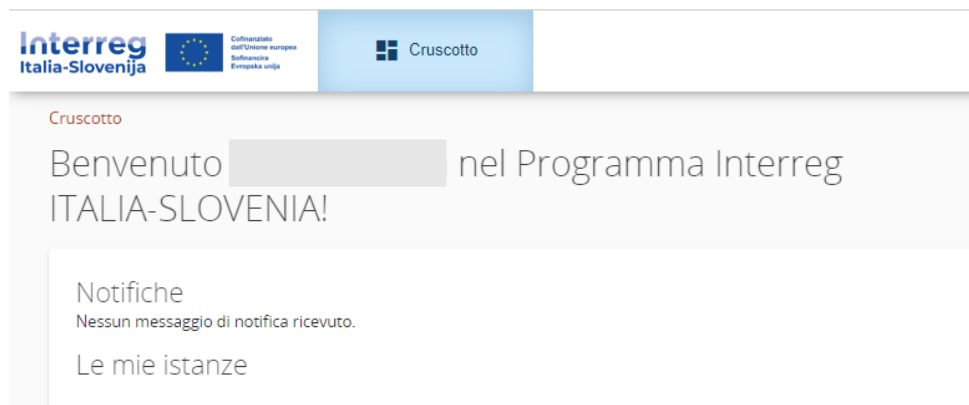 Interreg
Italia-Slovenija
Cofinanziato
dall'Unione europea
Sofinancira
Evropska unija
Cruscotto
Cruscotto
Benvenuto nel Programma Interreg
ITALIA-SLOVENIA!
Notifiche
Nessun messaggio di notifica ricevuto.
Le mie istanze